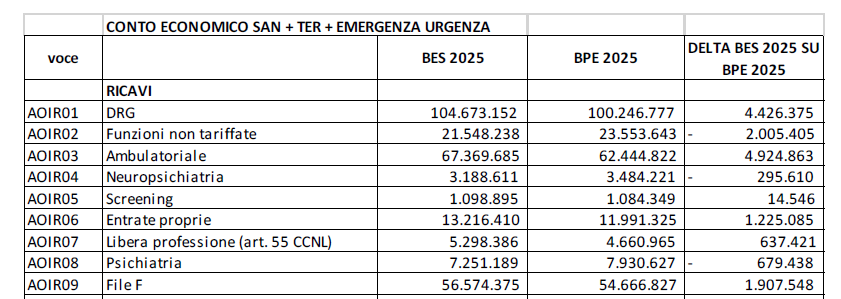 CONTO ECONOMICO SAN + TER + EMERGENZA URGENZA
voce BES 2025 BPE 2025 DELTA BES 2025 SU BPE 2025
RICAVI
AOIR01 DRG 104.673.152 100.246.777 4.426.375
AOIR02 Funzioni non tariffate 21.548.238 23.553.643 - 2.005.405
AOIR03 Ambulatoriale 67.369.685 62.444.822 4.924.863
AOIR04 Neuropsichiatria 3.188.611 3.484.221 - 295.610
AOIR05 Screening 1.098.895 1.084.349 14.546
AOIR06 Entrate proprie 13.216.410 11.991.325 1.225.085
AOIR07 Libera professione (art. 55 CCNL) 5.298.386 4.660.965 637.421
AOIR08 Psichiatria 7.251.189 7.930.627 - 679.438
AOIR09 File F 56.574.375 54.666.827 1.907.548